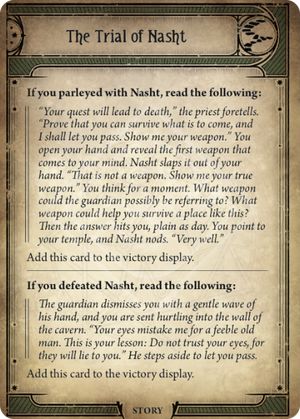 The Trial of Nasht
If you parleyed with Nasht, read the following:
“Your quest will lead to death,” the priest foretells.
“Prove that you can survive what is to come, and
I shall let you pass. Show me your weapon.” You
open your hand and reveal the first weapon that
comes to your mind. Nasht slaps it out of your
hand. “That is not a weapon. Show me your true
weapon.” You think for a moment. What weapon
could the guardian possibly be referring to? What
weapon could help you survive a place like this?
Then the answer hits you, plain as day. You point to
your temple, and Nasht nods. “Very well.”
Add this card to the victory display.
If you defeated Nasht, read the following:
The guardian dismisses you with a gentle wave of
his hand, and you are sent hurtling into the wall of
the cavern. “Your eyes mistake me for a feeble old
man. This is your lesson: Do not trust your eyes, for
they will lie to you.” He steps aside to let you pass.
Add this card to the victory display.
STORY